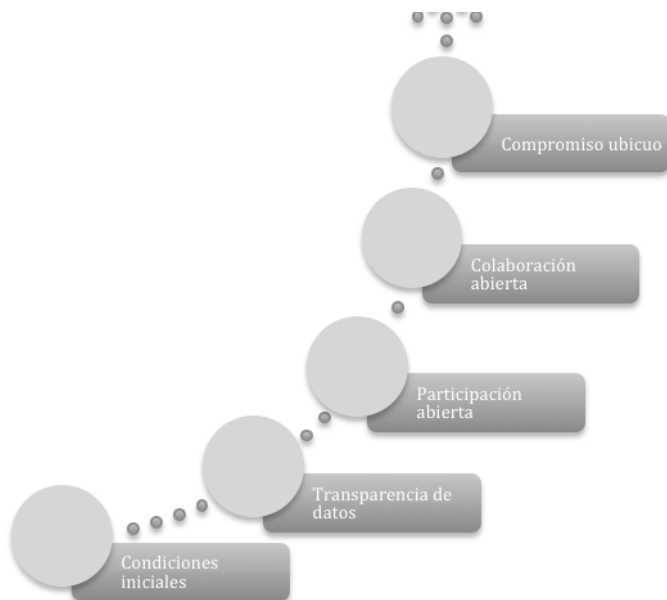 Compromiso ubicuo
Colaboración
abierta
Participación
abierta
Transparencia de
datos
Condiciones
iniciales